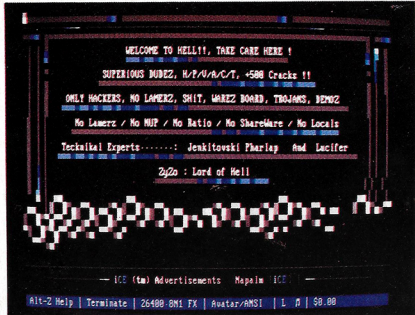 WELCOME TO HELL!!, TAKE CARE HERE !
SUPERIOUS DUDEZ, H/P/V/A/C/T, +500 Cracks !!
ONLY HACKERS, NO LAMERZ, SHiT, WAREZ BOARD, TROJANS, DEMOZ
No Lamerz / No MUP / No Ratio / No ShareWare / No Locals
Tecknikal Experts·······: Jenkitovski Pharlap And Lucifer
ZyZo : Lord of Hell
iCE (tm) Advertisements Napalm iCE
Alt-Z Help | Terminate | 26400·8N1 FX | Avatar/ANSI | L | $0.00